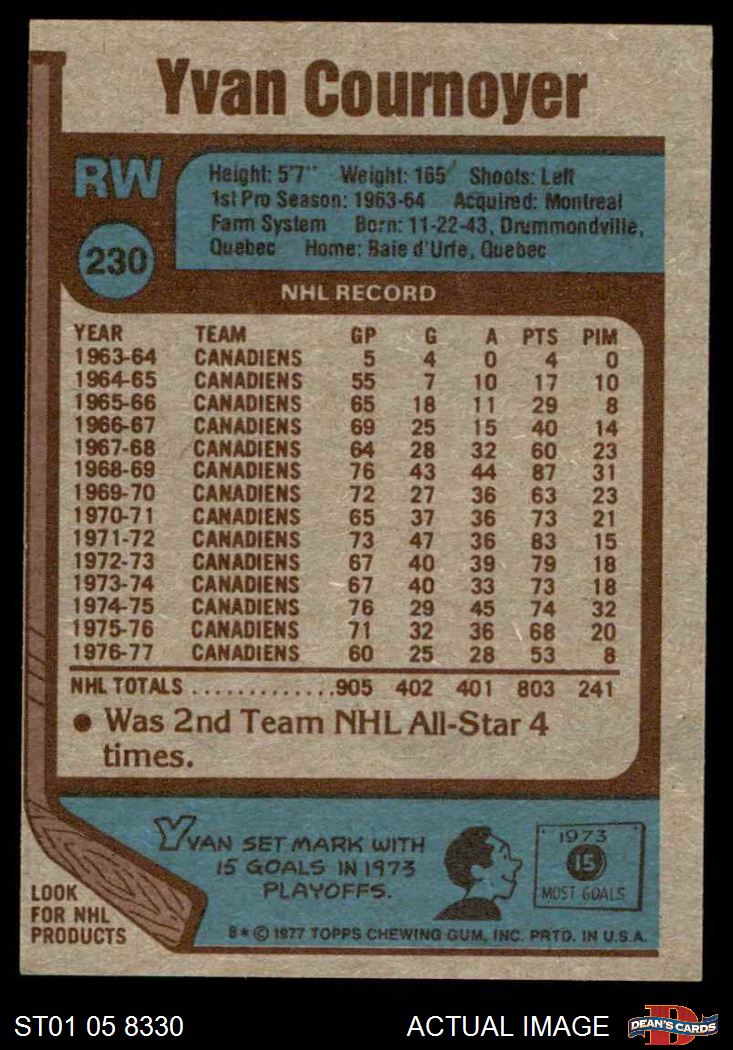 Yvan Cournoyer
RW
230
Height: 5'7" Weight: 165 Shoots: Left
1st Pro Season: 1963-64 Acquired: Montreal
Farm System Born: 11-22-43, Drummondville,
Quebec Home: Baie d'Urfe, Quebec
NHL RECORD
YEAR TEAM GP G A PTS PIM
1963-64 CANADIENS 5 4 0 4 0
1964-65 CANADIENS 55 7 10 17 10
1965-66 CANADIENS 65 18 11 29 8
1966-67 CANADIENS 69 25 15 40 14
1967-68 CANADIENS 64 28 32 60 23
1968-69 CANADIENS 76 43 44 87 31
1969-70 CANADIENS 72 27 36 63 23
1970-71 CANADIENS 65 37 36 73 21
1971-72 CANADIENS 73 47 36 83 15
1972-73 CANADIENS 67 40 39 79 18
1973-74 CANADIENS 67 40 33 73 18
1974-75 CANADIENS 76 29 45 74 32
1975-76 CANADIENS 71 32 36 68 20
1976-77 CANADIENS 60 25 28 53 8
NHL TOTALS .............905 402 401 803 241
● Was 2nd Team NHL All-Star 4
times.
YVAN SET MARK WITH
15 GOALS IN 1973
PLAYOFFS.
1973
15
MOST GOALS
LOOK
FOR NHL
PRODUCTS
B* © 1977 TOPPS CHEWING GUM, INC. PRTD. IN U.S.A.
ST01 05 8330 ACTUAL IMAGE
D
DEAN'S CARDS